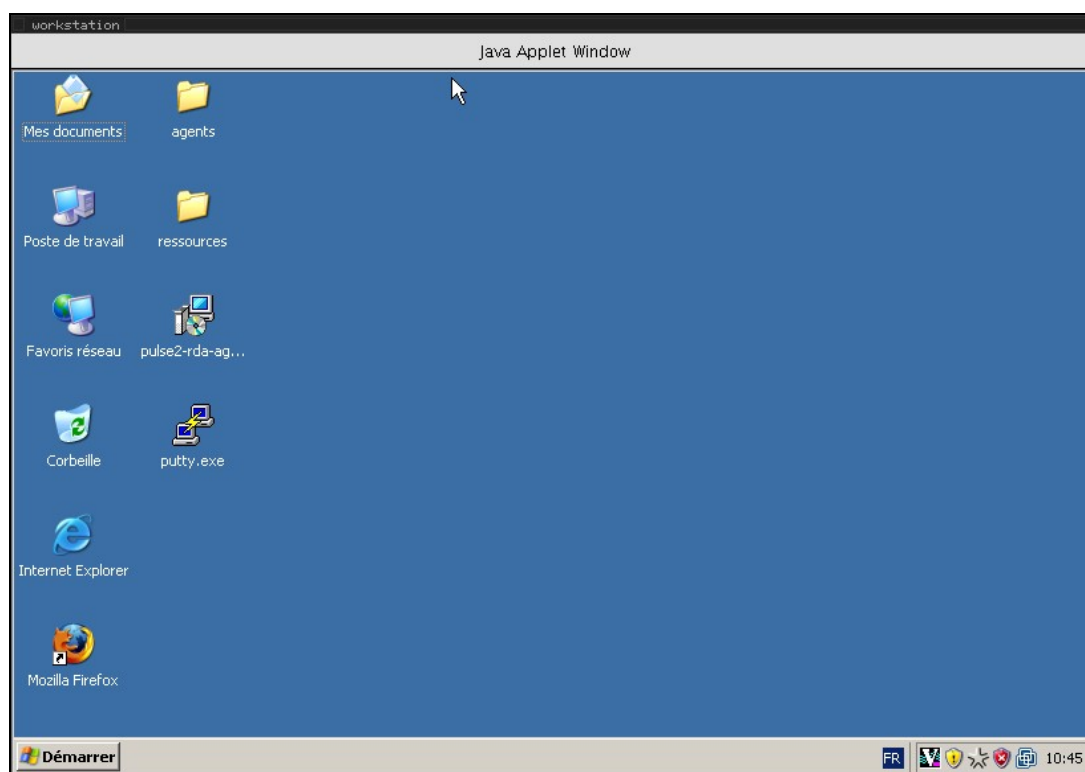 workstation
Java Applet Window
Mes documents
agents
Poste de travail
ressources
Favoris réseau
pulse2-rda-ag...
Corbeille
putty.exe
Internet Explorer
Mozilla Firefox
Démarrer
FR
10:45